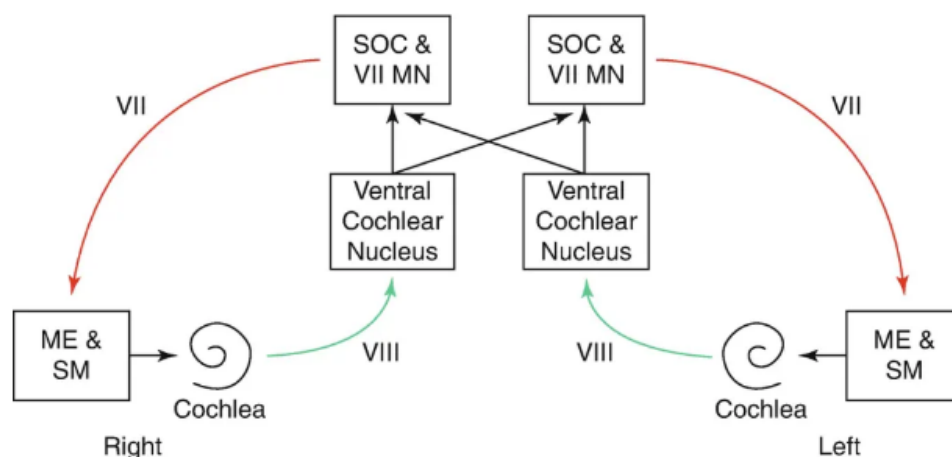 SOC &
VII MN
SOC &
VII MN
VII
VII
Ventral
Cochlear
Nucleus
Ventral
Cochlear
Nucleus
ME &
SM
VIII
VIII
ME &
SM
Cochlea
Cochlea
Right
Left